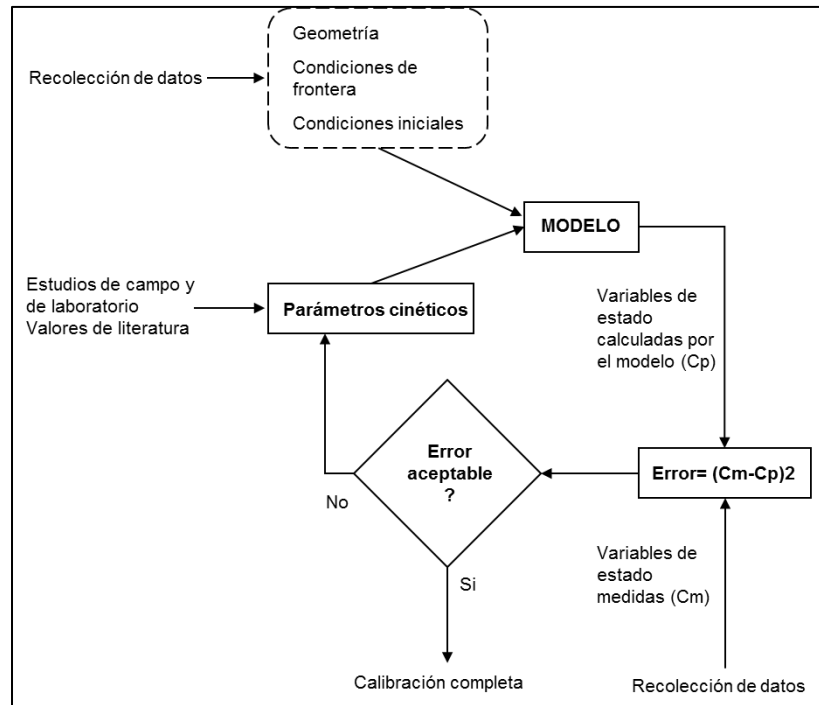 Geometría
Recolección de datos
Condiciones de
frontera
Condiciones iniciales
MODELO
Estudios de campo y
de laboratorio
Valores de literatura
Parámetros cinéticos
Variables de
estado
calculadas por
el modelo (Cp)
Error
aceptable
?
Error= (Cm-Cp)2
No
Si
Variables de
estado
medidas (Cm)
Calibración completa
Recolección de datos